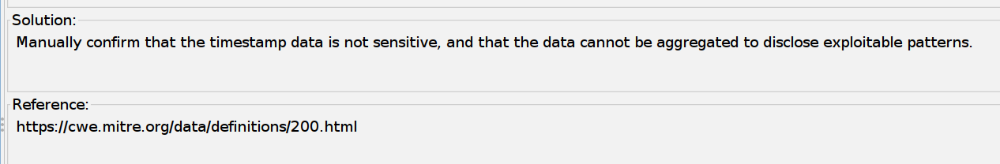 Solution:
Manually confirm that the timestamp data is not sensitive, and that the data cannot be aggregated to disclose exploitable patterns.
Reference:
https://cwe.mitre.org/data/definitions/200.html